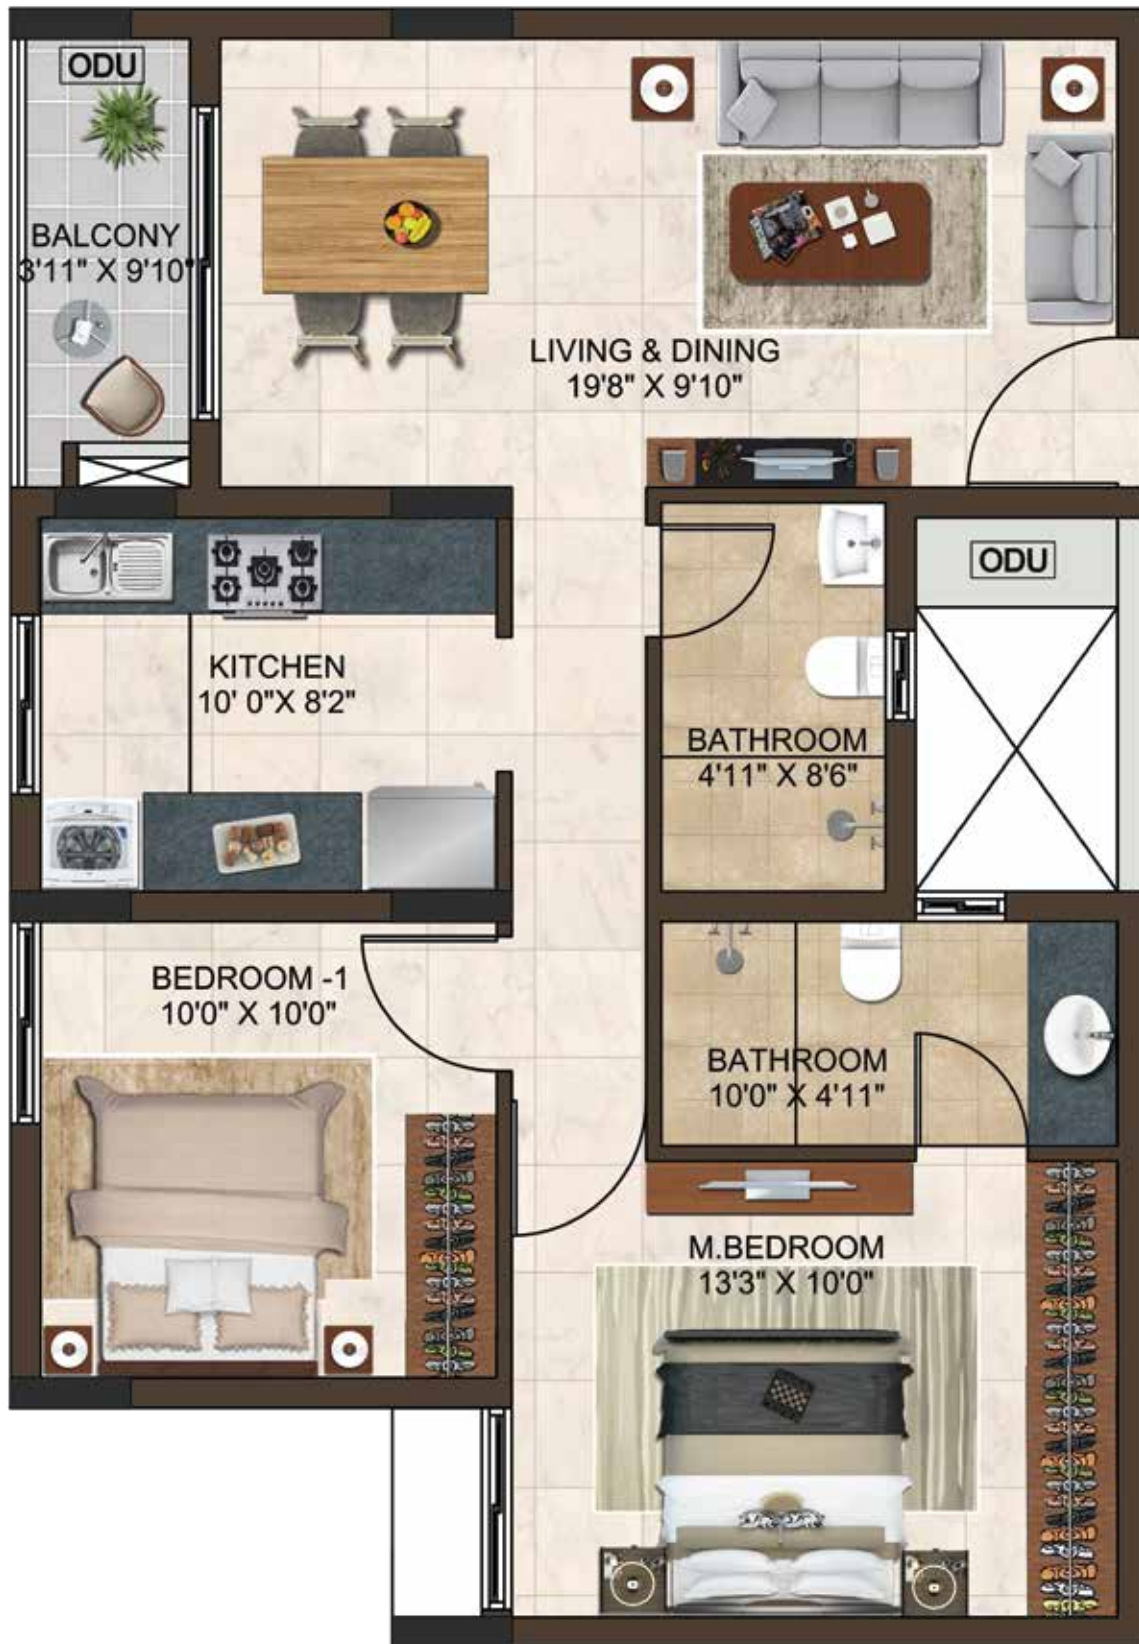 ODU
BALCONY
3'11" X 9'10"
LIVING & DINING
19'8" X 9'10"
KITCHEN
10' 0"X 8'2"
ODU
BATHROOM
4'11" X 8'6"
BEDROOM -1
10'0" X 10'0"
BATHROOM
10'0" X 4'11"
M.BEDROOM
13'3" X 10'0"